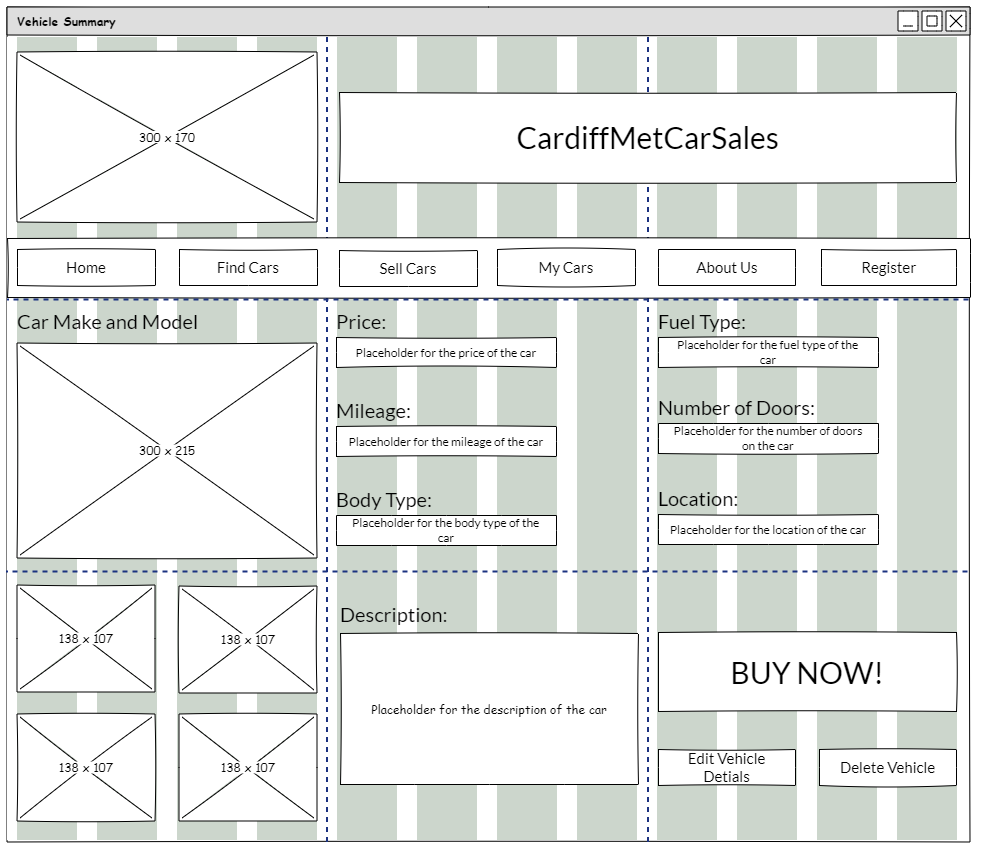 Vehicle Summary
300 x 170
CardiffMetCarSales
Home
Find Cars
Sell Cars
My Cars
About Us
Register
Car Make and Model
300 x 215
Price:
Placeholder for the price of the car
Mileage:
Placeholder for the mileage of the car
Body Type:
Placeholder for the body type of the
car
Fuel Type:
Placeholder for the fuel type of the
car
Number of Doors:
Placeholder for the number of doors
on the car
Location:
Placeholder for the location of the car
138 x 107
138 x 107
138 x 107
138 x 107
Description:
Placeholder for the description of the car
BUY NOW!
Edit Vehicle
Detials
Delete Vehicle